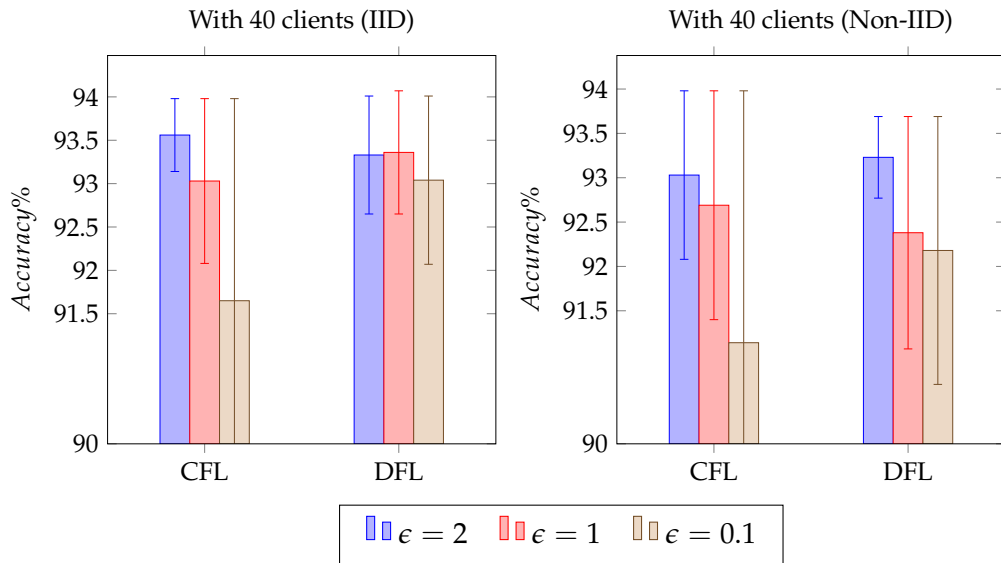 With 40 clients (IID)
94
93.5
93
92.5
92
91.5
90
Accuracy%
CFL
DFL
With 40 clients (Non-IID)
94
93.5
93
92.5
92
91.5
90
Accuracy%
CFL
DFL
ϵ = 2 ϵ = 1 ϵ = 0.1